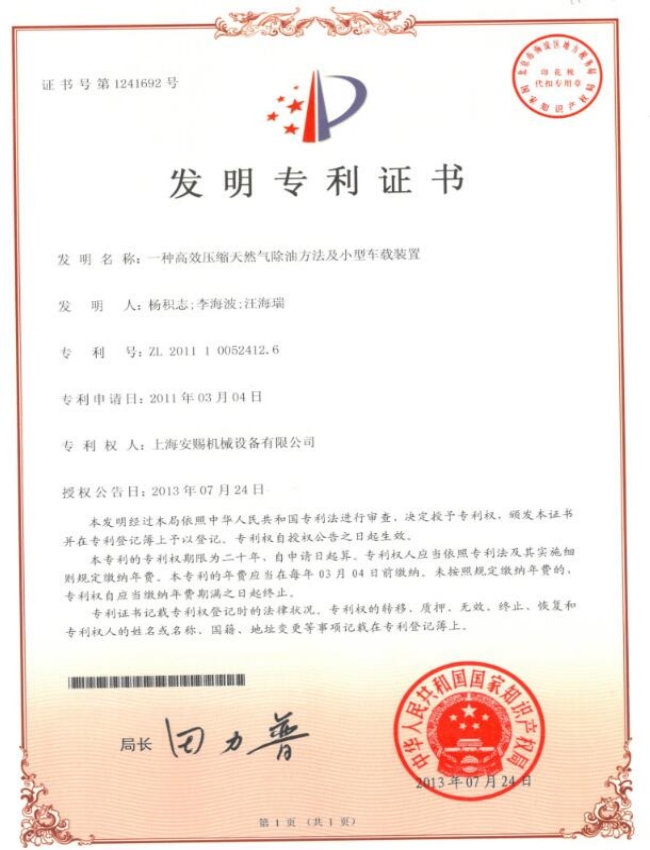 证书号第1241692号
印花税
代扣专用章
发明专利证书
发明名称：一种高效压缩天然气除油方法及小型车载装置
发明人：杨积志;李海波;汪海瑞
专利号：ZL 2011 1 0052412.6
专利申请日：2011年03月04日
专利权人：上海安赐机械设备有限公司
授权公告日：2013年07月24日
本发明经过本局依照中华人民共和国专利法进行审查，决定授予专利权，颁发本证书
并在专利登记簿上予以登记。专利权自授权公告之日起生效。
本专利的专利权期限为二十年，自申请日起算。专利权人应当依照专利法及其实施细
则规定缴纳年费。本专利的年费应当在每年03月04日前缴纳。未按照规定缴纳年费的，
专利权自应当缴纳年费期满之日起终止。
专利证书记载专利权登记时的法律状况。专利权的转移、质押、无效、终止、恢复和
专利权人的姓名或名称、国籍、地址变更等事项记载在专利登记簿上。
局长 田力普
中华人民共和国国家知识产权局
2013年07月24日
第1页（共1页）